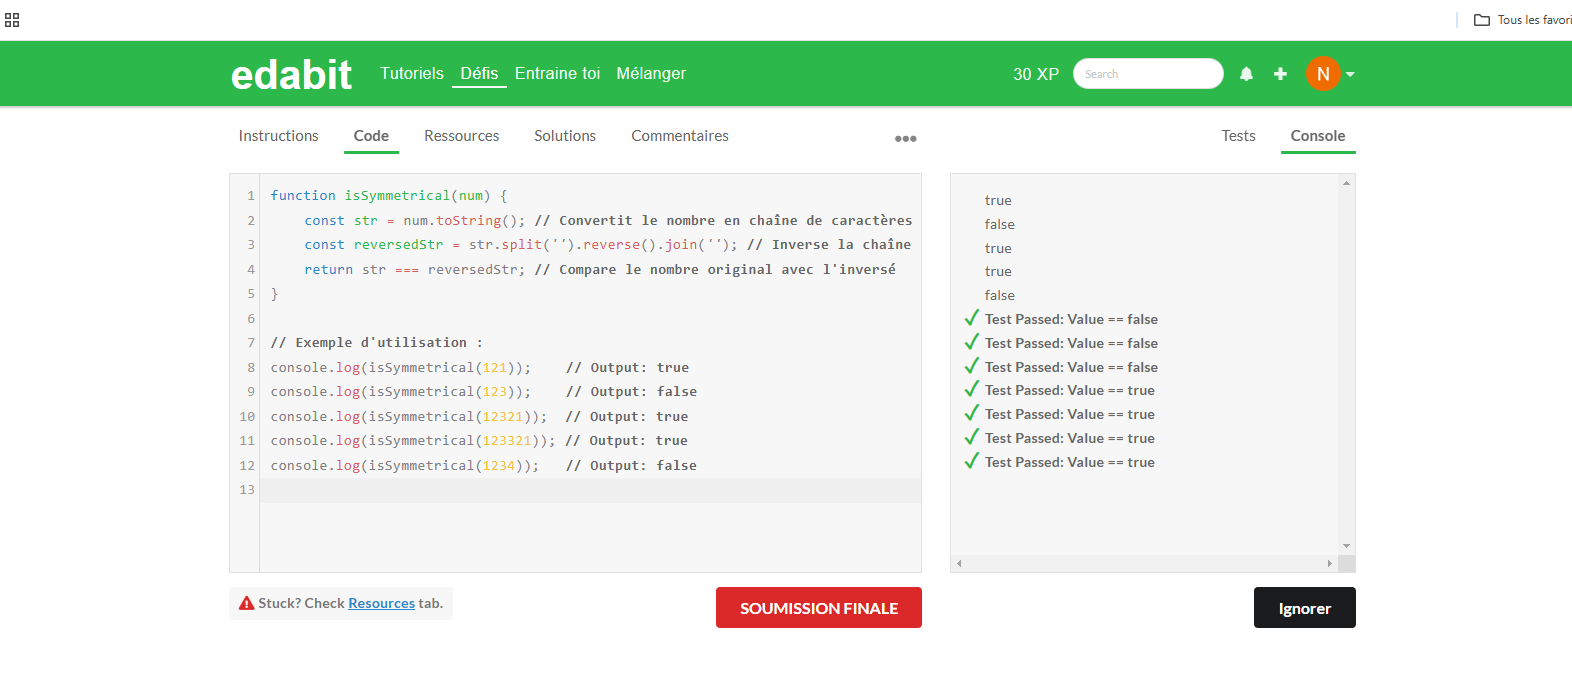 Tous les favori
edabit Tutoriels Défis Entraine toi Mélanger 30 XP Search N
Instructions Code Ressources Solutions Commentaires Tests Console
1 function isSymmetrical(num) {
2 const str = num.toString(); // Convertit le nombre en chaîne de caractères
3 const reversedStr = str.split('').reverse().join(''); // Inverse la chaîne
4 return str === reversedStr; // Compare le nombre original avec l'inversé
5 }
6
7 // Exemple d'utilisation :
8 console.log(isSymmetrical(121)); // Output: true
9 console.log(isSymmetrical(123)); // Output: false
10 console.log(isSymmetrical(12321)); // Output: true
11 console.log(isSymmetrical(123321)); // Output: true
12 console.log(isSymmetrical(1234)); // Output: false
13
true
false
true
true
false
Test Passed: Value == false
Test Passed: Value == false
Test Passed: Value == false
Test Passed: Value == true
Test Passed: Value == true
Test Passed: Value == true
Test Passed: Value == true
Stuck? Check Resources tab.
SOUMISSION FINALE
Ignorer